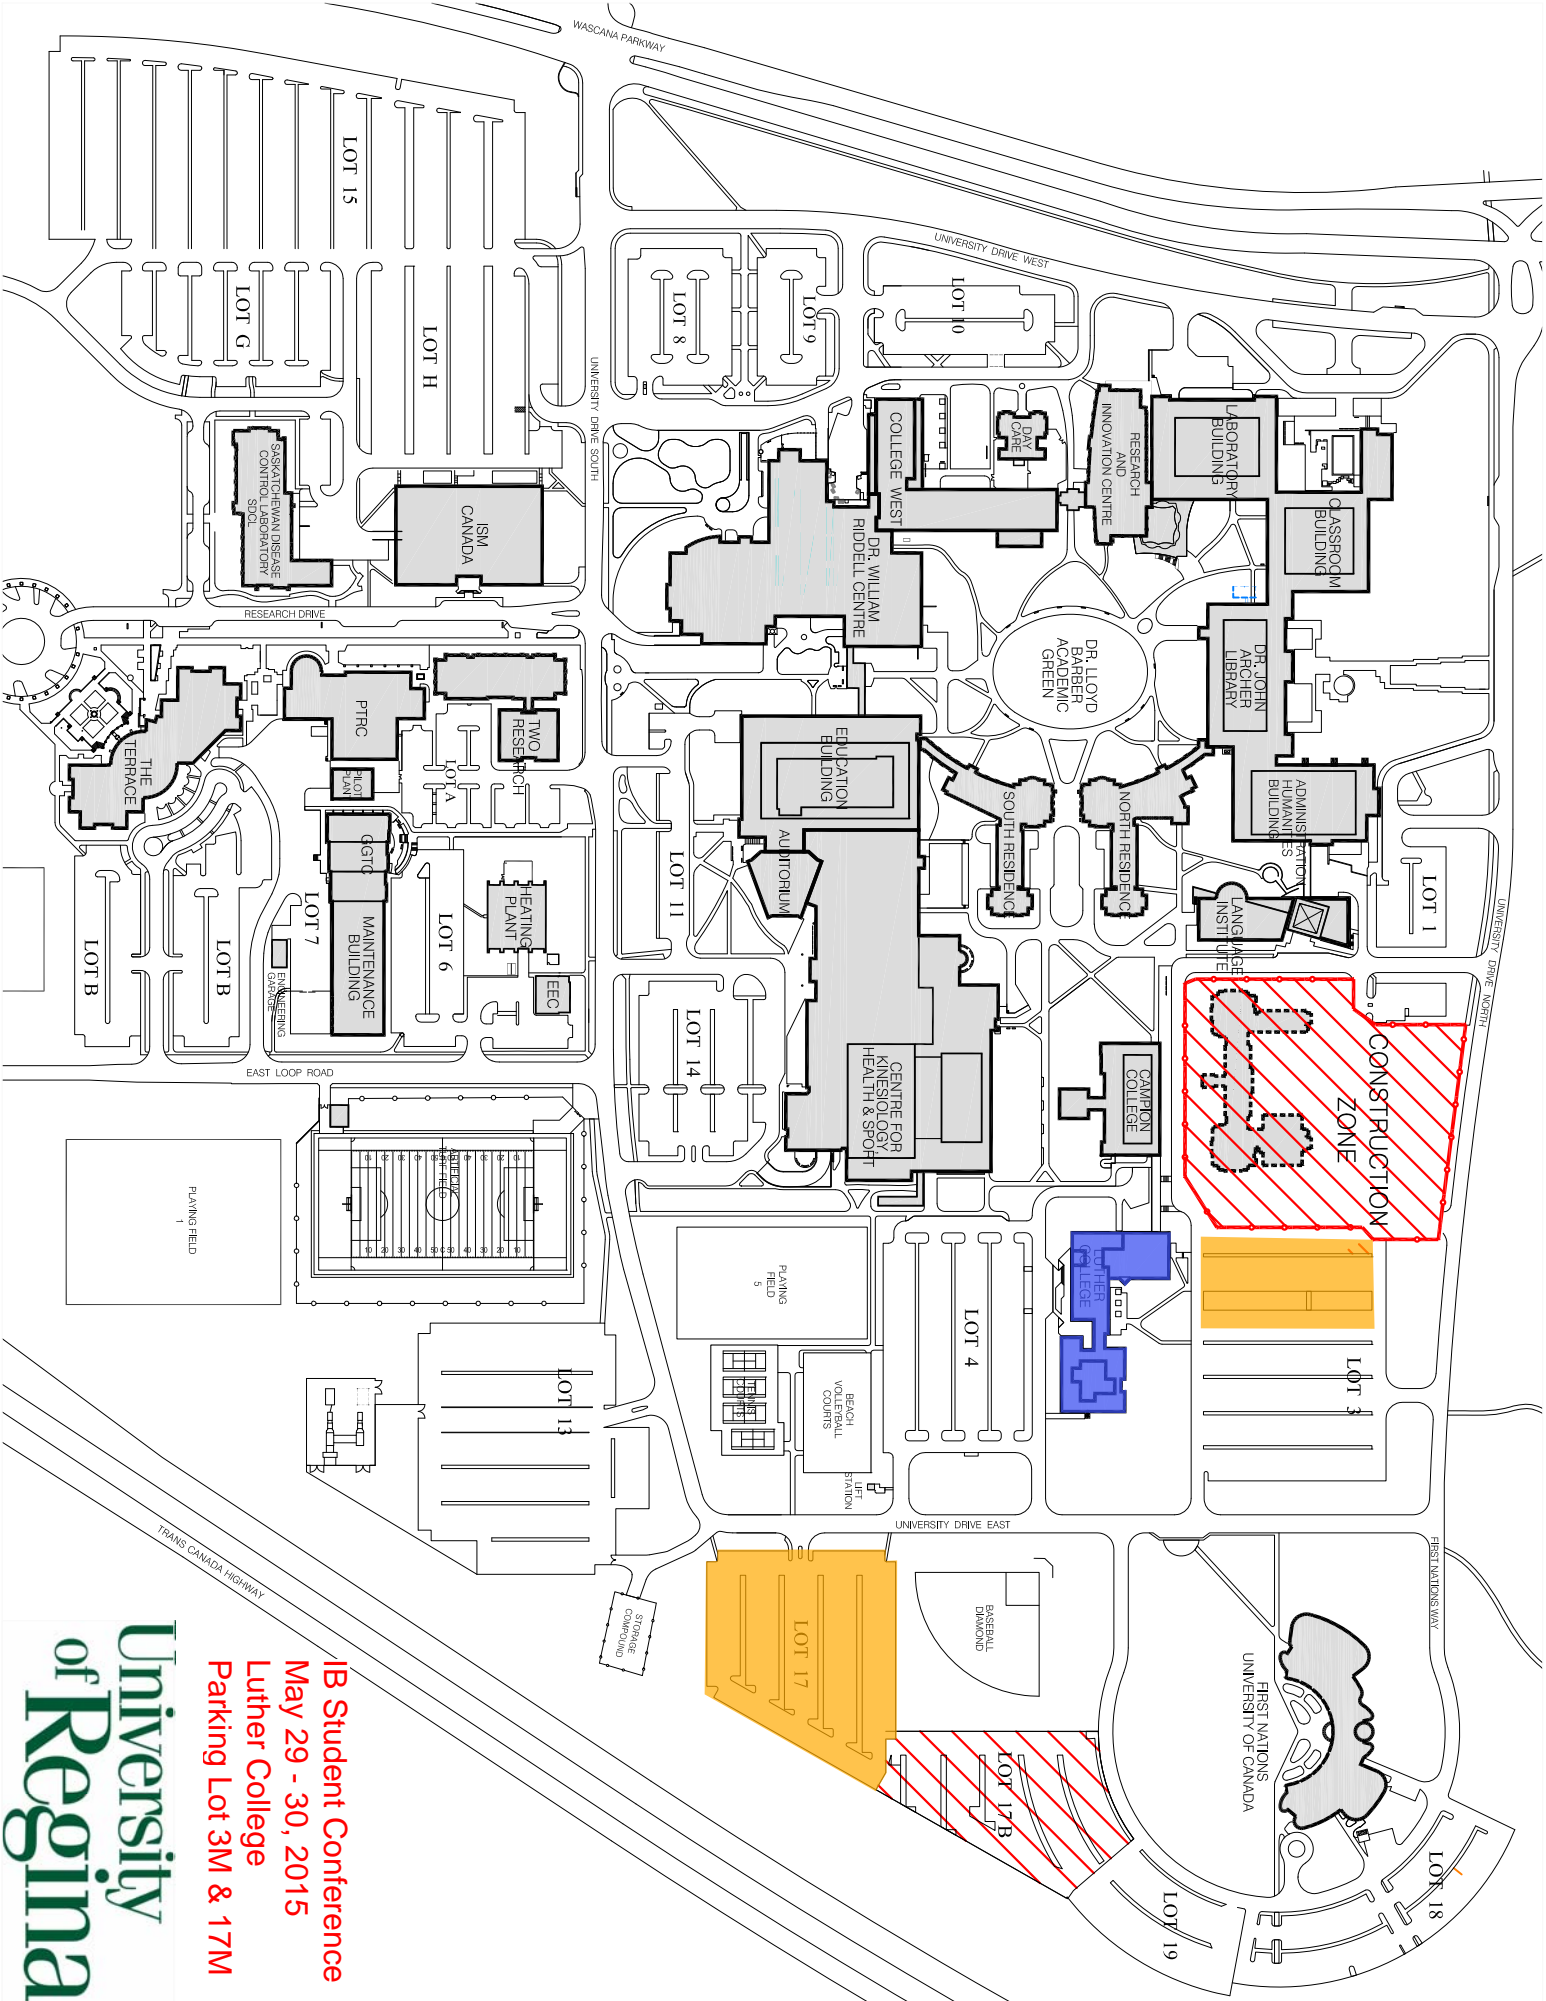 WASCANA PARKWAY
LOT 15
LOT G
LOT H
UNIVERSITY DRIVE WEST
LOT 8
LOT 9
LOT 10
UNIVERSITY DRIVE SOUTH
SASKATCHEWAN DISEASE
CONTROL LABORATORY
SDCL
ISM
CANADA
COLLEGE WEST
DAY
CARE
RESEARCH
AND
INNOVATION CENTRE
LABORATORY
BUILDING
CLASSROOM
BUILDING
DR. WILLIAM
RIDDELL CENTRE
RESEARCH DRIVE
DR. LLOYD
BARBER
ACADEMIC
GREEN
DR. JOHN
ARCHER
LIBRARY
THE
TERRACE
PTRC
PILOT
PLANT
TWO
RESEARCH
LOT A
EDUCATION
BUILDING
AUDITORIUM
SOUTH RESIDENCE
NORTH RESIDENCE
ADMINISTRATION
HUMANITIES
BUILDING
LOT 1
UNIVERSITY DRIVE NORTH
LANGUAGE
INSTITUTE
GGTC
MAINTENANCE
BUILDING
LOT 7
LOT 6
HEATING
PLANT
EEC
ENGINEERING
GARAGE
LOT B
LOT B
LOT 11
LOT 14
EAST LOOP ROAD
CENTRE FOR
KINESIOLOGY,
HEALTH & SPORT
CAMPION
COLLEGE
CONSTRUCTION
ZONE
PLAYING FIELD
1
ARTIFICIAL
TURF FIELD
PLAYING
FIELD
5
LOT 4
LUTHER
COLLEGE
LOT 3
LOT 13
TENNIS
COURTS
BEACH
VOLLEYBALL
COURTS
LIFT
STATION
UNIVERSITY DRIVE EAST
FIRST NATIONS WAY
TRANS CANADA HIGHWAY
STORAGE
COMPOUND
LOT 17
BASEBALL
DIAMOND
FIRST NATIONS
UNIVERSITY OF CANADA
LOT 17B
LOT 18
LOT 19
IB Student Conference
May 29 - 30, 2015
Luther College
Parking Lot 3M & 17M
University
of Regina